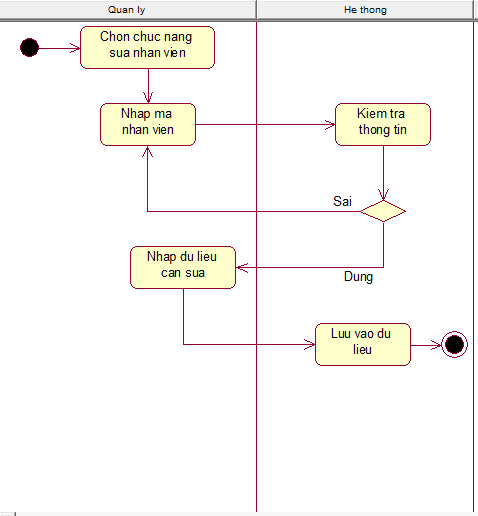 Quan ly
He thong
Chon chuc nang
sua nhan vien
Nhap ma
nhan vien
Kiem tra
thong tin
Sai
Nhap du lieu
can sua
Dung
Luu vao du
lieu